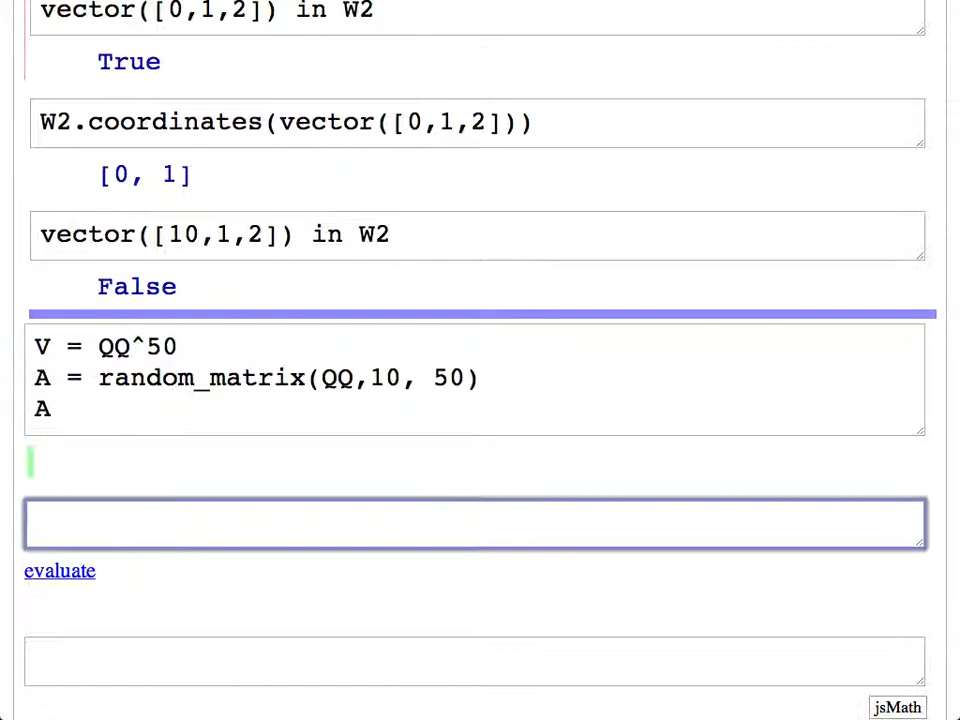 vector([0,1,2]) in W2
True
W2.coordinates(vector([0,1,2]))
[0, 1]
vector([10,1,2]) in W2
False
V = QQ^50
A = random_matrix(QQ,10, 50)
A
evaluate
jsMath